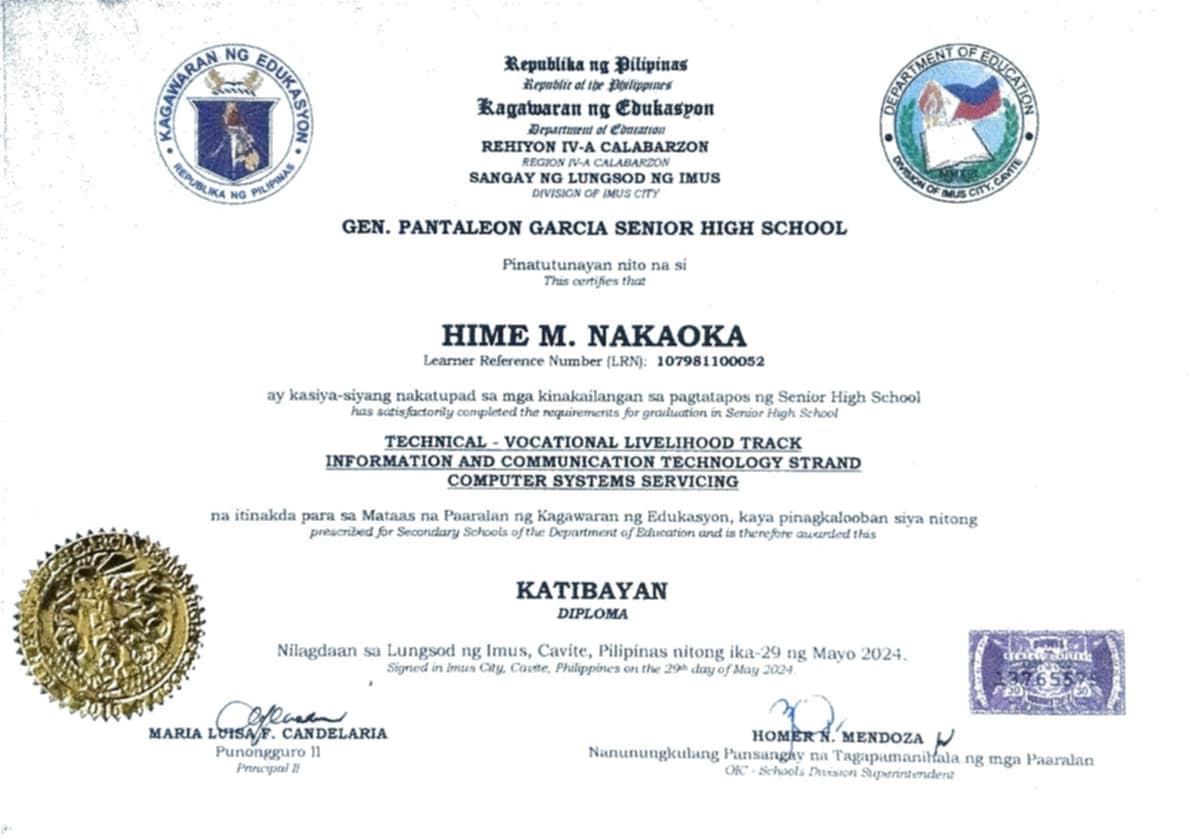 KAGAWARAN NG EDUKASYON
REPUBLIKA NG PILIPINAS
Republika ng Pilipinas
Republic of the Philippines
Kagawaran ng Edukasyon
Department of Education
REHIYON IV-A CALABARZON
REGION IV-A CALABARZON
SANGAY NG LUNGSOD NG IMUS
DIVISION OF IMUS CITY
DEPARTMENT OF EDUCATION
DIVISION OF IMUS CITY, CAVITE
GEN. PANTALEON GARCIA SENIOR HIGH SCHOOL
Pinatutunayan nito na si
This certifies that
HIME M. NAKAOKA
Learner Reference Number (LRN): 107981100052
ay kasiya-siyang nakatupad sa mga kinakailangan sa pagtatapos ng Senior High School
has satisfactorily completed the requirements for graduation in Senior High School
TECHNICAL - VOCATIONAL LIVELIHOOD TRACK
INFORMATION AND COMMUNICATION TECHNOLOGY STRAND
COMPUTER SYSTEMS SERVICING
na itinakda para sa Mataas na Paaralan ng Kagawaran ng Edukasyon, kaya pinagkalooban siya nitong
prescribed for Secondary Schools of the Department of Education and is therefore awarded this
KATIBAYAN
DIPLOMA
Nilagdaan sa Lungsod ng Imus, Cavite, Pilipinas nitong ika-29 ng Mayo 2024.
Signed in Imus City, Cavite, Philippines on the 29th day of May 2024.
2016
MARIA LUISA F. CANDELARIA
Punongguro II
Principal II
HOMER N. MENDOZA
Nanunungkulang Pansangay na Tagapamanihala ng mga Paaralan
OIC - Schools Division Superintendent